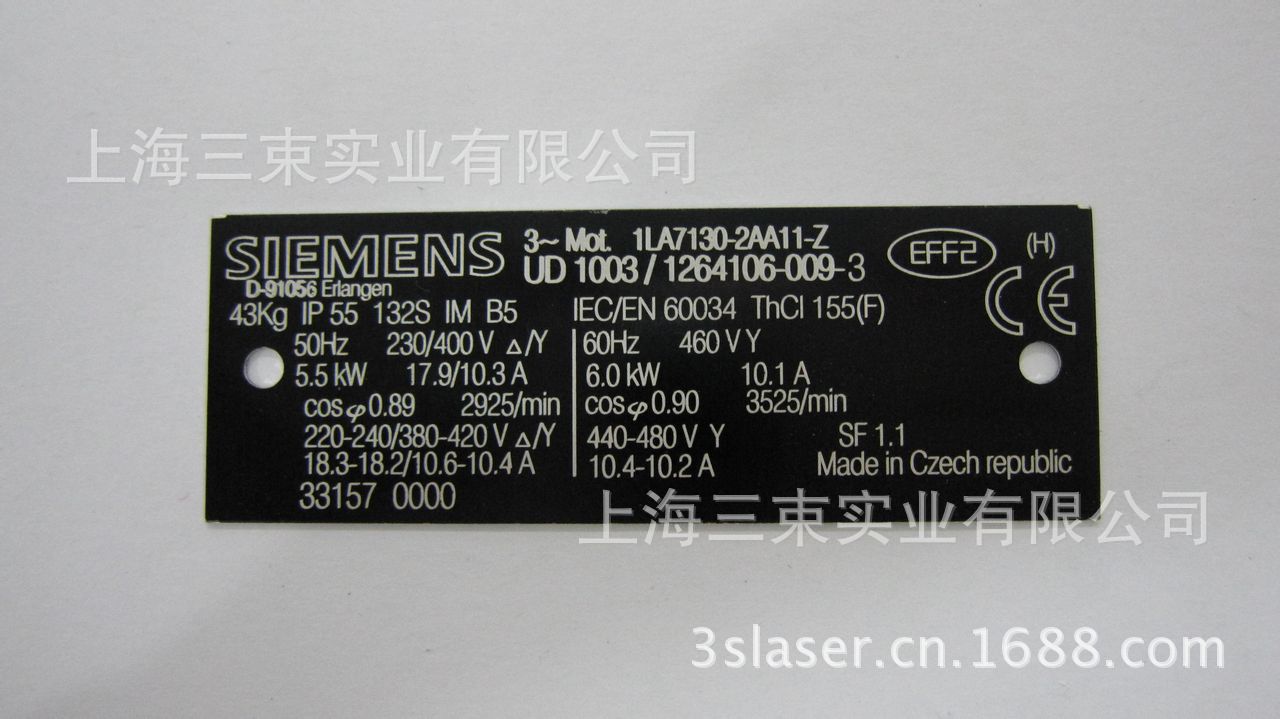 上海三束实业有限公司
SIEMENS 3~ Mot. 1LA7130-2AA11-Z EFF2 (H)
UD 1003 / 1264106-009-3 CE
D-91056 Erlangen
43Kg IP 55 132S IM B5 IEC/EN 60034 ThCl 155(F)
50Hz 230/400 V △/Y 60Hz 460 V Y
5.5 kW 17.9/10.3 A 6.0 kW 10.1 A
cosφ 0.89 2925/min cosφ 0.90 3525/min
220-240/380-420 V △/Y 440-480 V Y SF 1.1
18.3-18.2/10.6-10.4 A 10.4-10.2 A Made in Czech republic
33157 0000
上海三束实业有限公司
3slaser.cn.1688.com